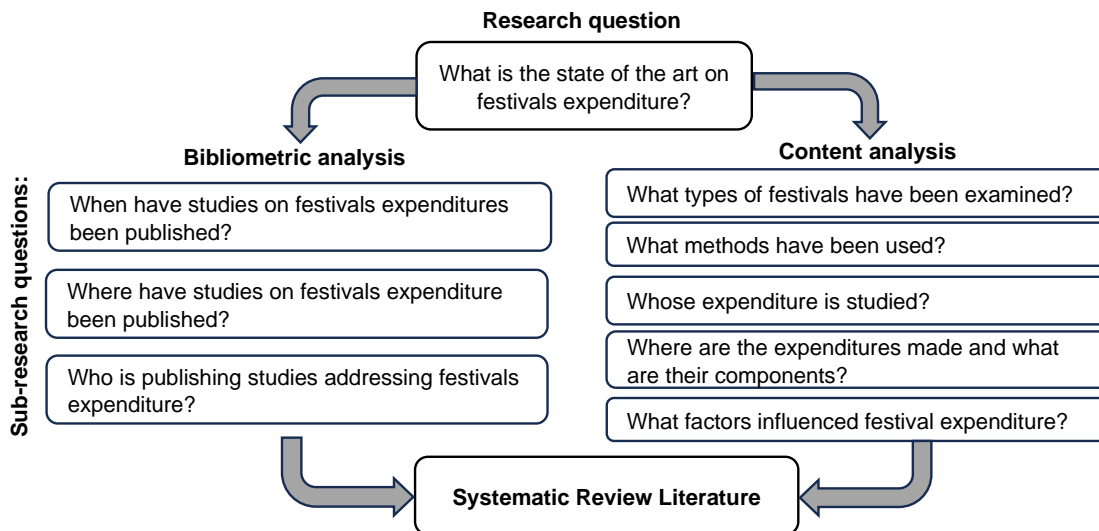 Research question
What is the state of the art on
festivals expenditure?
Bibliometric analysis
Sub-research questions:
When have studies on festivals expenditures
been published?
Where have studies on festivals expenditure
been published?
Who is publishing studies addressing festivals
expenditure?
Content analysis
What types of festivals have been examined?
What methods have been used?
Whose expenditure is studied?
Where are the expenditures made and what
are their components?
What factors influenced festival expenditure?
Systematic Review Literature